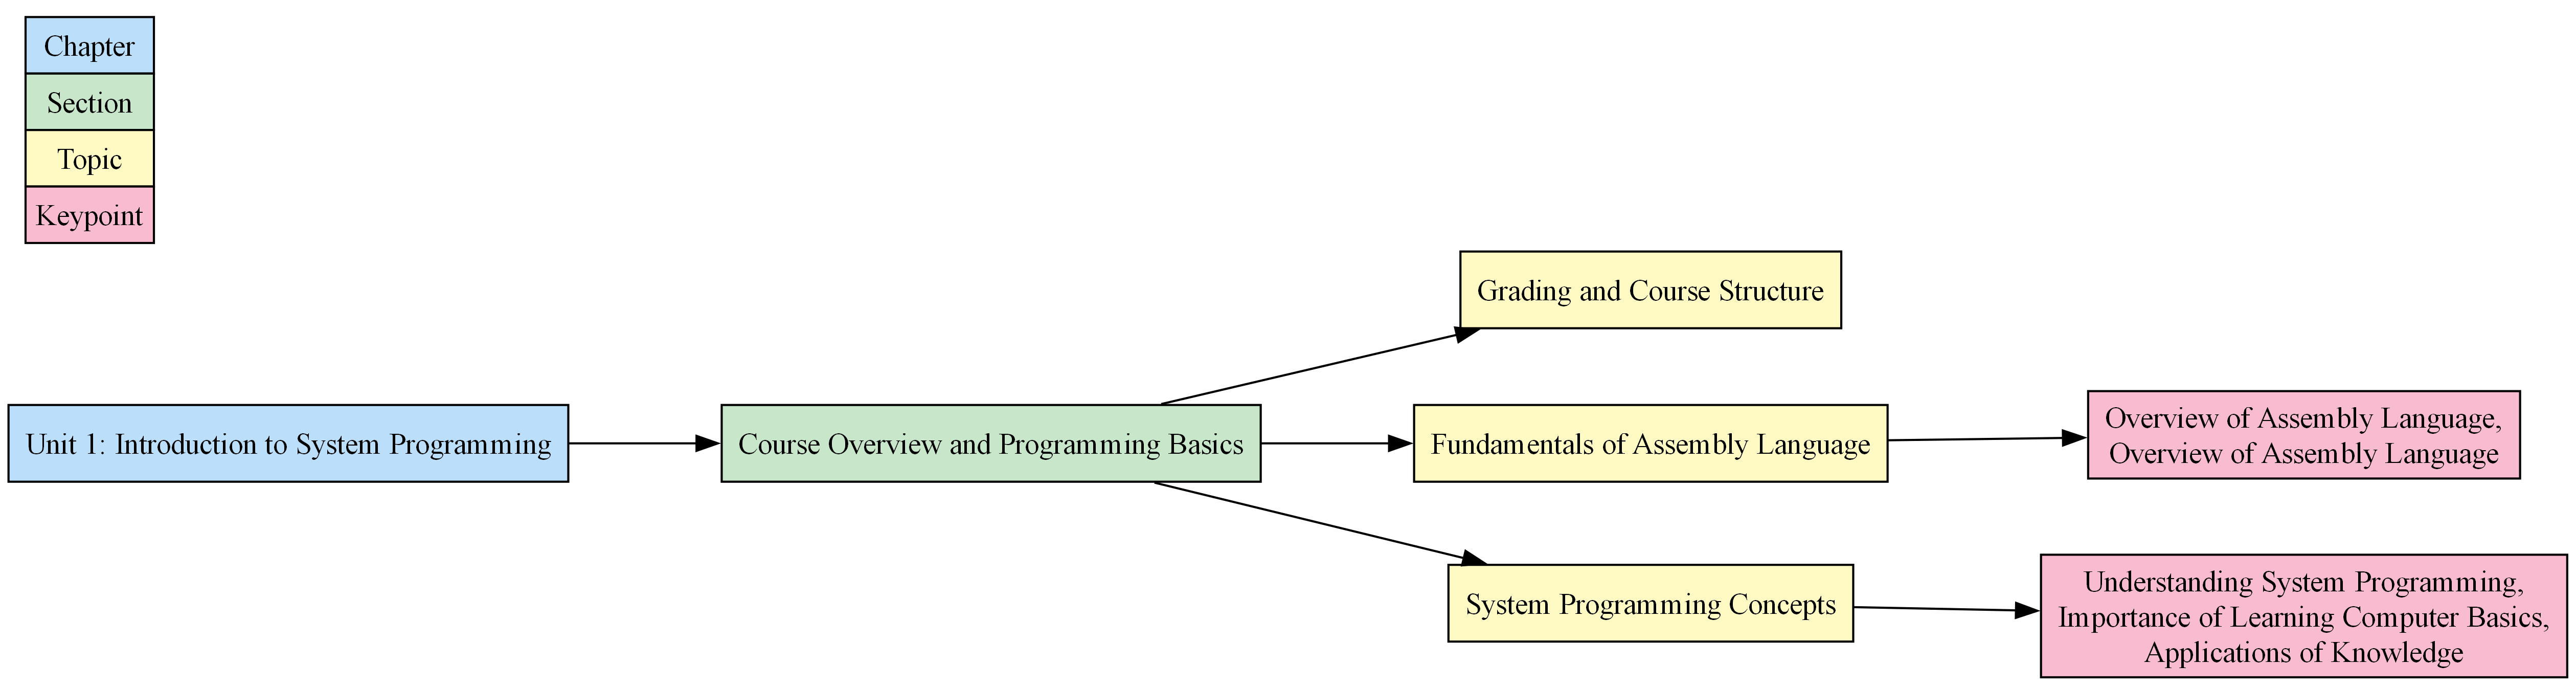 Chapter
Section
Topic
Keypoint
Grading and Course Structure
Unit 1: Introduction to System Programming
Course Overview and Programming Basics
Fundamentals of Assembly Language
Overview of Assembly Language,
Overview of Assembly Language
System Programming Concepts
Understanding System Programming,
Importance of Learning Computer Basics,
Applications of Knowledge